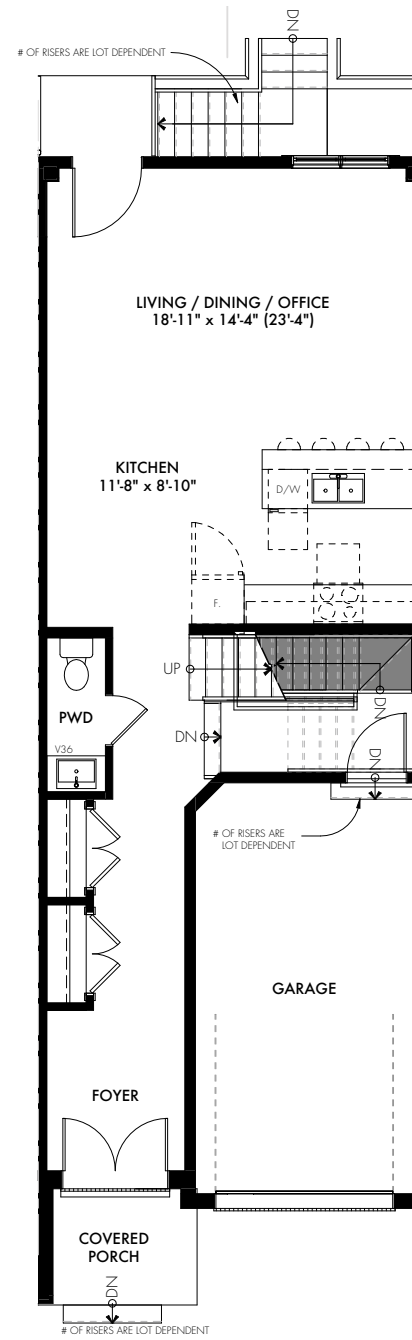 DN
# OF RISERS ARE LOT DEPENDENT
LIVING / DINING / OFFICE
18'-11" x 14'-4" (23'-4")
KITCHEN
11'-8" x 8'-10"
D/W
F.
UP
DN
PWD
DN
V36
DN
# OF RISERS ARE
LOT DEPENDENT
GARAGE
FOYER
COVERED
PORCH
DN
# OF RISERS ARE LOT DEPENDENT